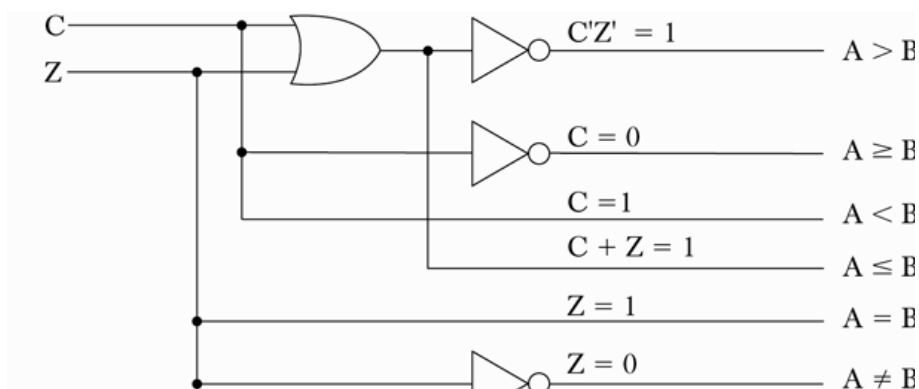 C
C'Z' = 1
A > B
Z
C = 0
A ≥ B
C =1
A < B
C + Z = 1
A ≤ B
Z = 1
A = B
Z = 0
A ≠ B